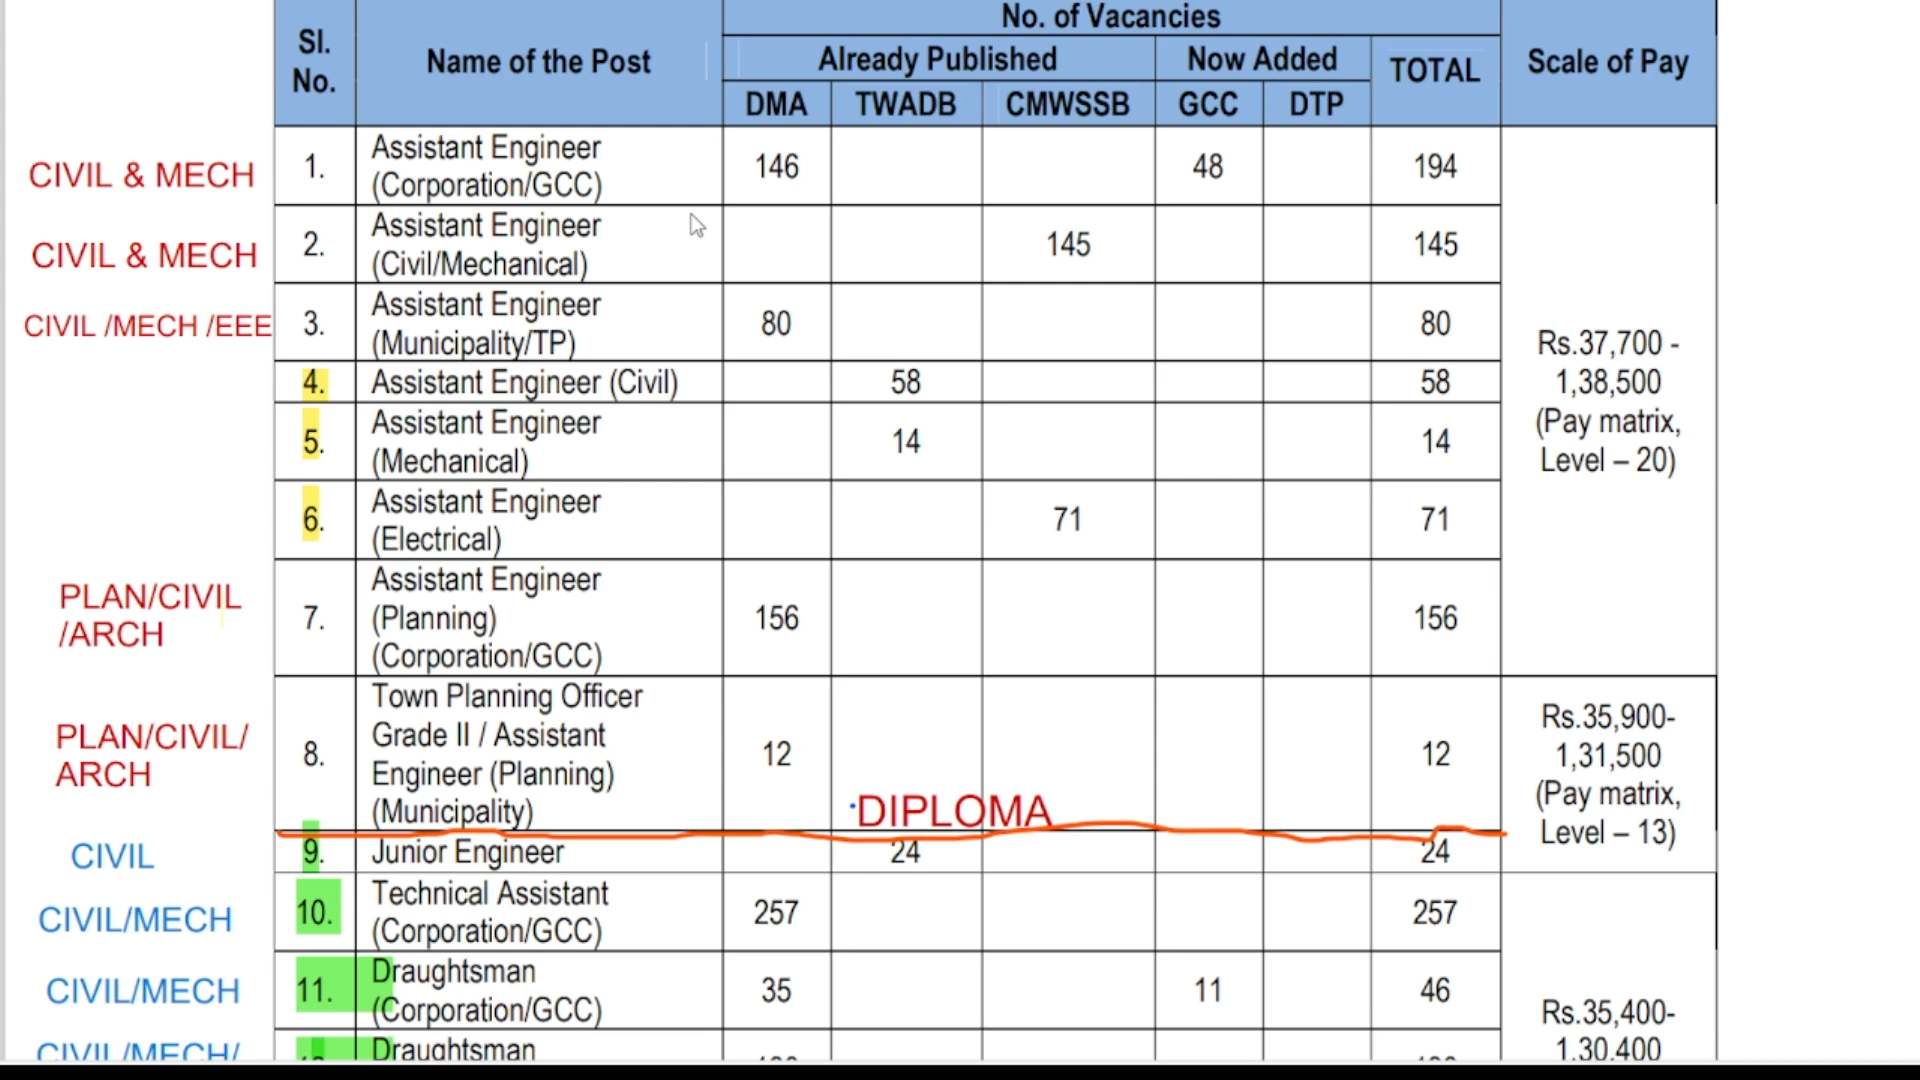 No. of Vacancies
Sl. No.
Name of the Post
Already Published
Now Added
TOTAL
Scale of Pay
DMA TWADB CMWSSB GCC DTP
CIVIL & MECH
1. Assistant Engineer 146 48 194
(Corporation/GCC)
CIVIL & MECH
2. Assistant Engineer 145 145
(Civil/Mechanical)
CIVIL /MECH /EEE
3. Assistant Engineer 80 80
(Municipality/TP)
4. Assistant Engineer (Civil) 58 58
5. Assistant Engineer 14 14
(Mechanical)
6. Assistant Engineer 71 71
(Electrical)
Rs.37,700 -
1,38,500
(Pay matrix,
Level – 20)
PLAN/CIVIL
/ARCH
7. Assistant Engineer 156 156
(Planning)
(Corporation/GCC)
PLAN/CIVIL/
ARCH
8. Town Planning Officer 12 12
Grade II / Assistant
Engineer (Planning)
(Municipality)
DIPLOMA
Rs.35,900-
1,31,500
(Pay matrix,
Level – 13)
CIVIL
9. Junior Engineer 24 24
CIVIL/MECH
10. Technical Assistant 257 257
(Corporation/GCC)
CIVIL/MECH
11. Draughtsman 35 11 46
(Corporation/GCC)
CIVIL/MECH/
Draughtsman
Rs.35,400-
1,30,400